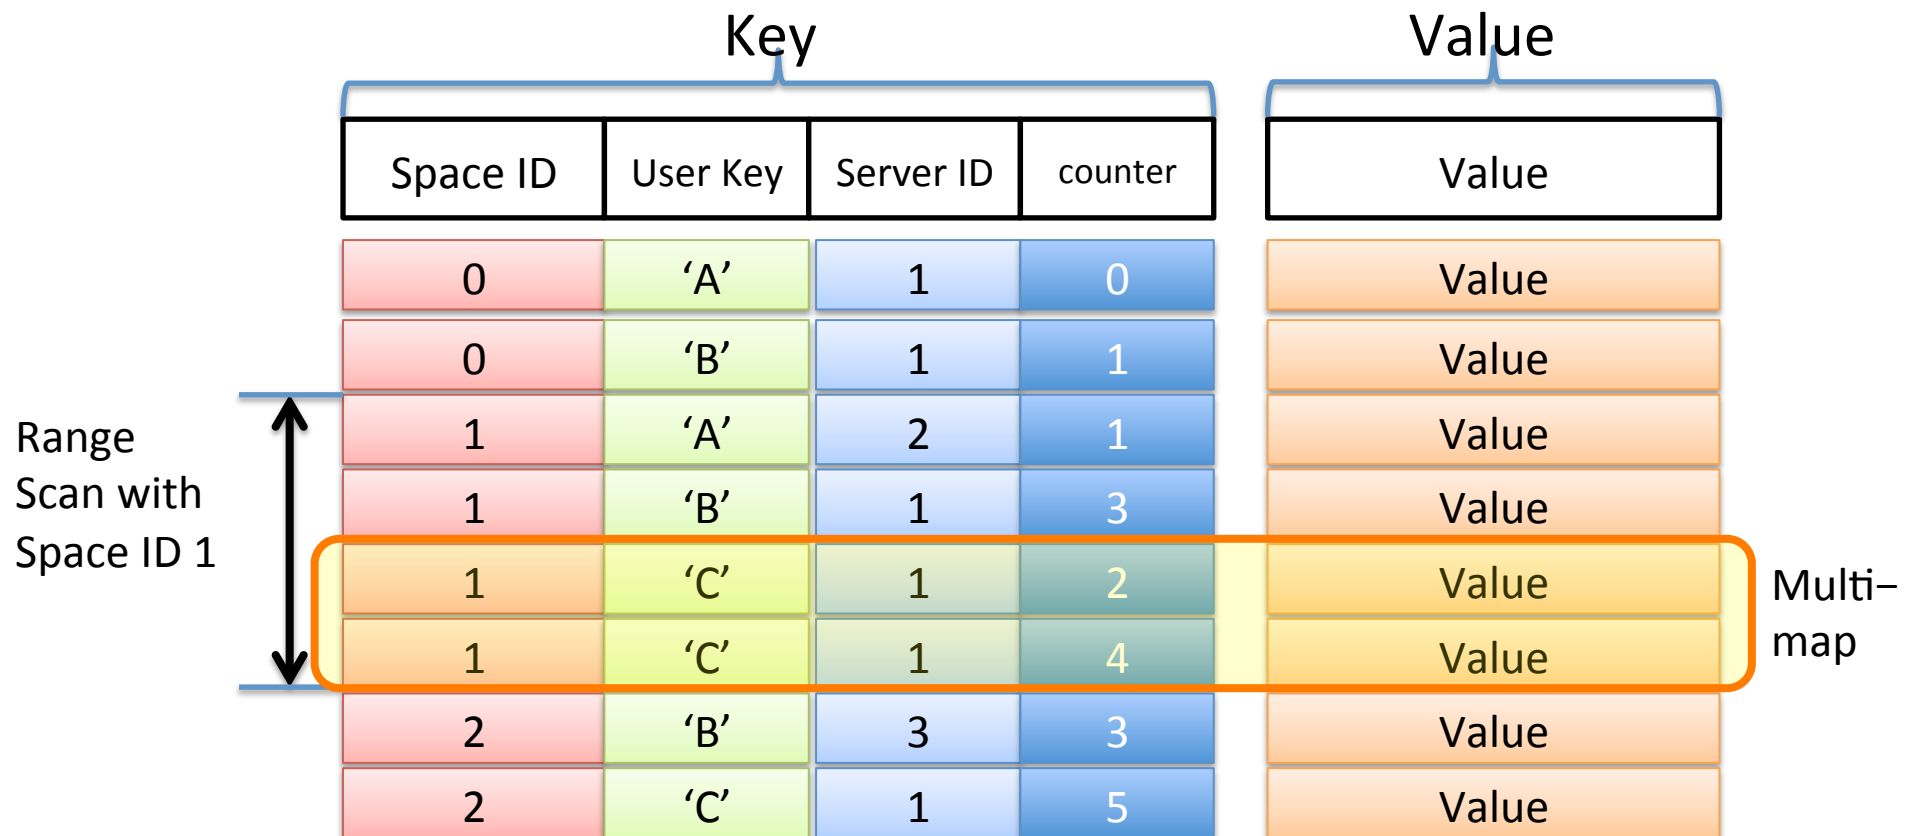 Key Value
Space ID User Key Server ID counter Value
0 ‘A’ 1 0 Value
0 ‘B’ 1 1 Value
1 ‘A’ 2 1 Value
1 ‘B’ 1 3 Value
1 ‘C’ 1 2 Value
1 ‘C’ 1 4 Value
2 ‘B’ 3 3 Value
2 ‘C’ 1 5 Value
Range
Scan with
Space ID 1
Multi–
map